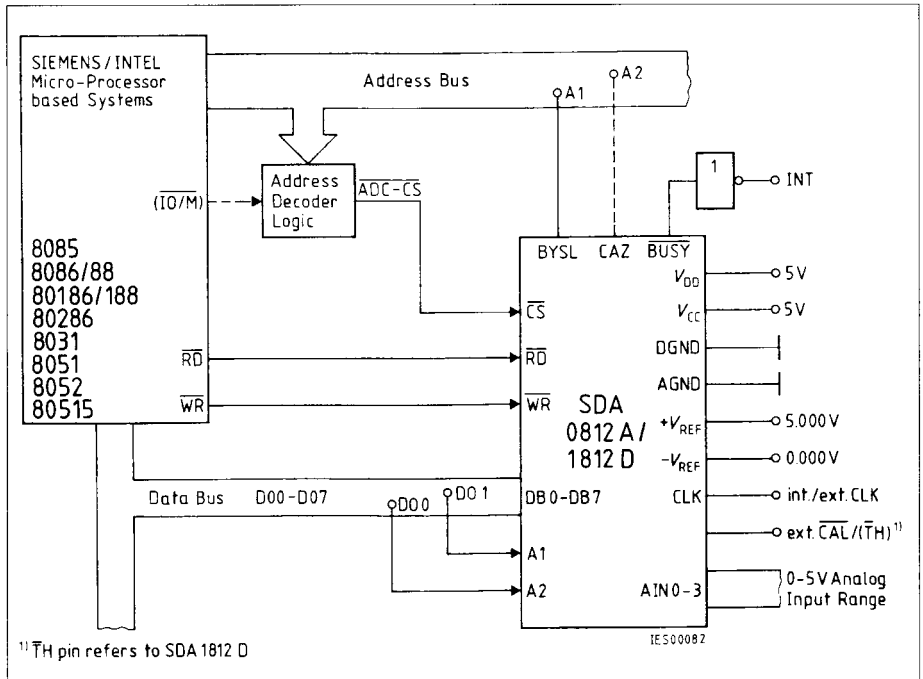 SIEMENS/INTEL
Micro-Processor
based Systems
Address Bus
A1
A2
1
INT
Address
Decoder
Logic
(IO/M)
ADC-CS
8085
8086/88
80186/188
80286
8031
8051
8052
80515
RD
WR
BYSL
CAZ
BUSY
CS
RD
WR
SDA
0812 A/
1812 D
VDD
5V
VCC
5V
DGND
AGND
+VREF
5.000V
-VREF
0.000V
CLK
int./ext. CLK
ext. CAL/(TH)1)
AIN0-3
0-5V Analog
Input Range
Data Bus D00-D07
D00
D01
DB0-DB7
A1
A2
IES00082
1) TH pin refers to SDA 1812 D